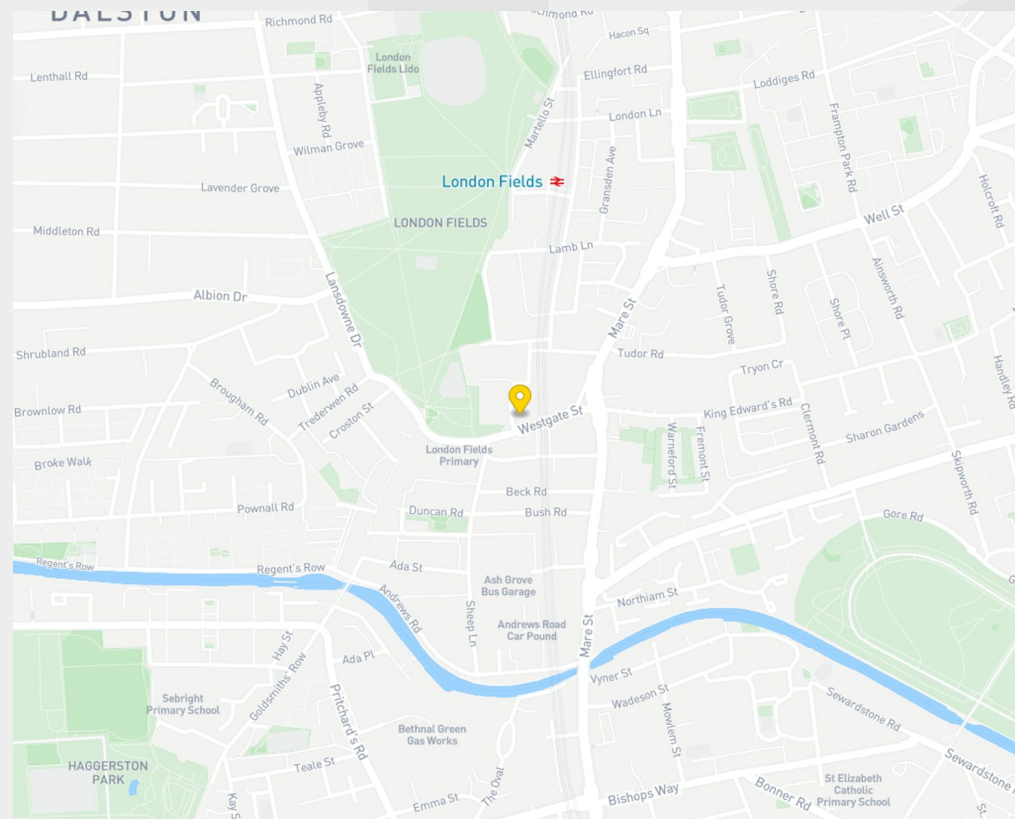 DALSTON
Richmond Rd
Richmond Rd
Hacon Sq
London
Fields Lido
Ellingfort Rd
Lenthall Rd
Loddiges Rd
Appleby Rd
Martello St
London Ln
Frampton Park Rd
Wilman Grove
Gransden Ave
London Fields
Lavender Grove
Holcroft Rd
LONDON FIELDS
Well St
Middleton Rd
Lamb Ln
Albion Dr
Lansdowne Dr
Mare St
Tudor Grove
Shore Rd
Shore Pl
Ainsworth Rd
Shrubland Rd
Tudor Rd
Tryon Cr
Handley Rd
Dublin Ave
Brougham Rd
Trederwen Rd
Croston St
Brownlow Rd
Westgate St
King Edward's Rd
Clermont Rd
Sharon Gardens
London Fields
Primary
Warneford St
Fremont St
Broke Walk
Skipworth Rd
Beck Rd
Pownall Rd
Duncan Rd
Bush Rd
Gore Rd
Regent's Row
Regent's Row
Ada St
Ash Grove
Bus Garage
Andrews Rd
Northiam St
Sheep Ln
Andrews Road
Car Pound
Mare St
Hay St
Ada Pl
Goldsmiths' Row
Vyner St
Wadeson St
Sebright
Primary School
Pritchard's Rd
Mowlem St
Sewardstone Rd
Bethnal Green
Gas Works
HAGGERSTON
PARK
Teale St
The Oval
Sewardstone
St Elizabeth
Catholic
Primary School
Bonner Rd
Bishops Way
Emma St
Kay S
St.